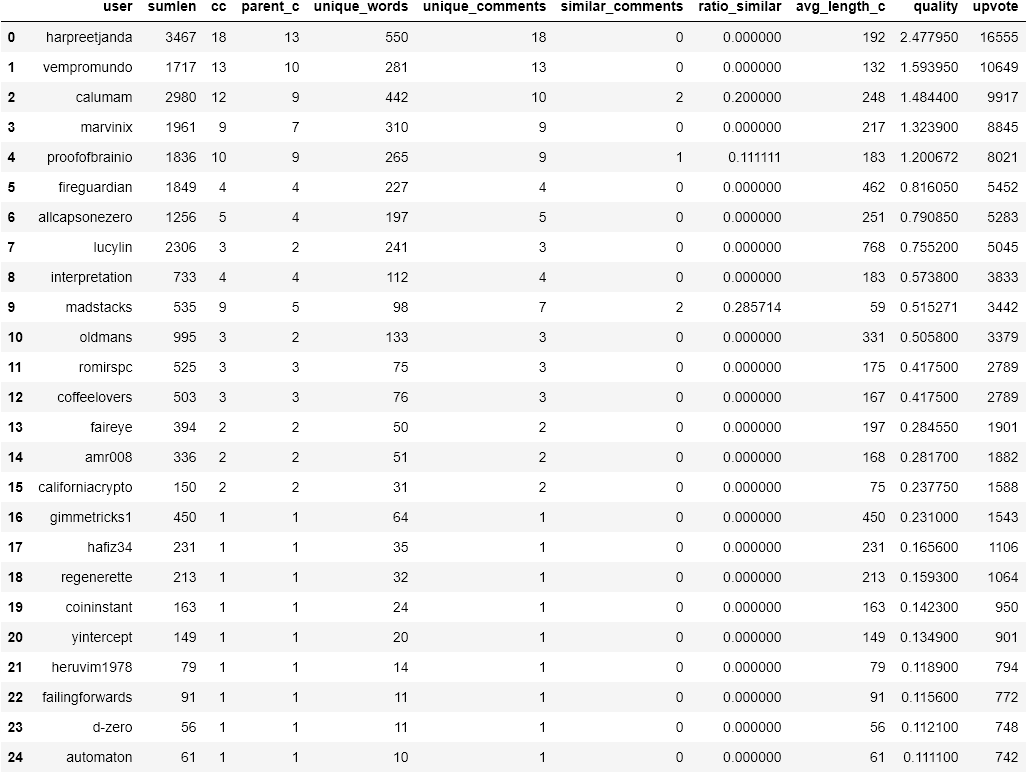 user sumlen cc parent_c unique_words unique_comments similar_comments ratio_similar avg_length_c quality upvote
0 harpreetjanda 3467 18 13 550 18 0 0.000000 192 2.477950 16555
1 vempromundo 1717 13 10 281 13 0 0.000000 132 1.593950 10649
2 calumam 2980 12 9 442 10 2 0.200000 248 1.484400 9917
3 marvinix 1961 9 7 310 9 0 0.000000 217 1.323900 8845
4 proofofbrainio 1836 10 9 265 9 1 0.111111 183 1.200672 8021
5 fireguardian 1849 4 4 227 4 0 0.000000 462 0.816050 5452
6 allcapsonezero 1256 5 4 197 5 0 0.000000 251 0.790850 5283
7 lucylin 2306 3 2 241 3 0 0.000000 768 0.755200 5045
8 interpretation 733 4 4 112 4 0 0.000000 183 0.573800 3833
9 madstacks 535 9 5 98 7 2 0.285714 59 0.515271 3442
10 oldmans 995 3 2 133 3 0 0.000000 331 0.505800 3379
11 romirspc 525 3 3 75 3 0 0.000000 175 0.417500 2789
12 coffeelovers 503 3 3 76 3 0 0.000000 167 0.417500 2789
13 faireye 394 2 2 50 2 0 0.000000 197 0.284550 1901
14 amr008 336 2 2 51 2 0 0.000000 168 0.281700 1882
15 californiacrypto 150 2 2 31 2 0 0.000000 75 0.237750 1588
16 gimmetricks1 450 1 1 64 1 0 0.000000 450 0.231000 1543
17 hafiz34 231 1 1 35 1 0 0.000000 231 0.165600 1106
18 regenerette 213 1 1 32 1 0 0.000000 213 0.159300 1064
19 coininstant 163 1 1 24 1 0 0.000000 163 0.142300 950
20 yintercept 149 1 1 20 1 0 0.000000 149 0.134900 901
21 heruvim1978 79 1 1 14 1 0 0.000000 79 0.118900 794
22 failingforwards 91 1 1 11 1 0 0.000000 91 0.115600 772
23 d-zero 56 1 1 11 1 0 0.000000 56 0.112100 748
24 automaton 61 1 1 10 1 0 0.000000 61 0.111100 742